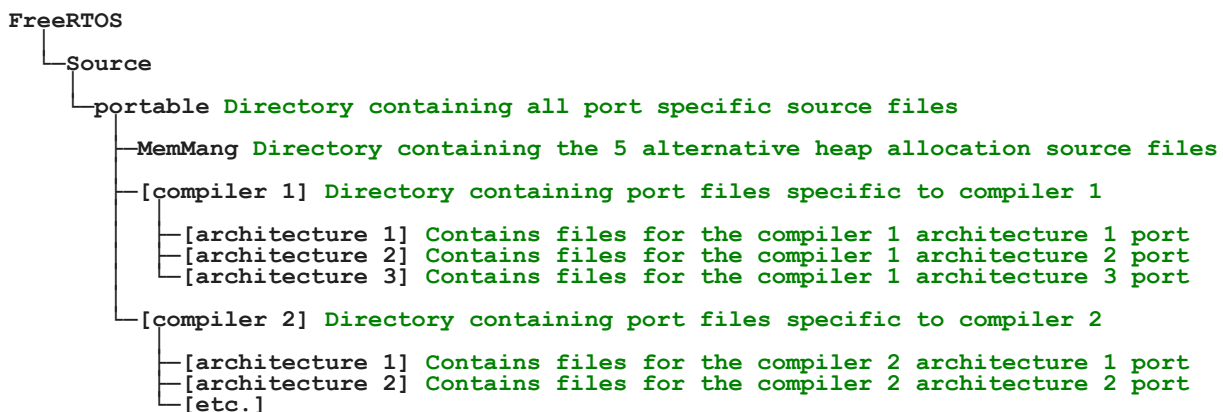 FreeRTOS
Source
portable Directory containing all port specific source files
MemMang Directory containing the 5 alternative heap allocation source files
[compiler 1] Directory containing port files specific to compiler 1
[architecture 1] Contains files for the compiler 1 architecture 1 port
[architecture 2] Contains files for the compiler 1 architecture 2 port
[architecture 3] Contains files for the compiler 1 architecture 3 port
[compiler 2] Directory containing port files specific to compiler 2
[architecture 1] Contains files for the compiler 2 architecture 1 port
[architecture 2] Contains files for the compiler 2 architecture 2 port
[etc.]